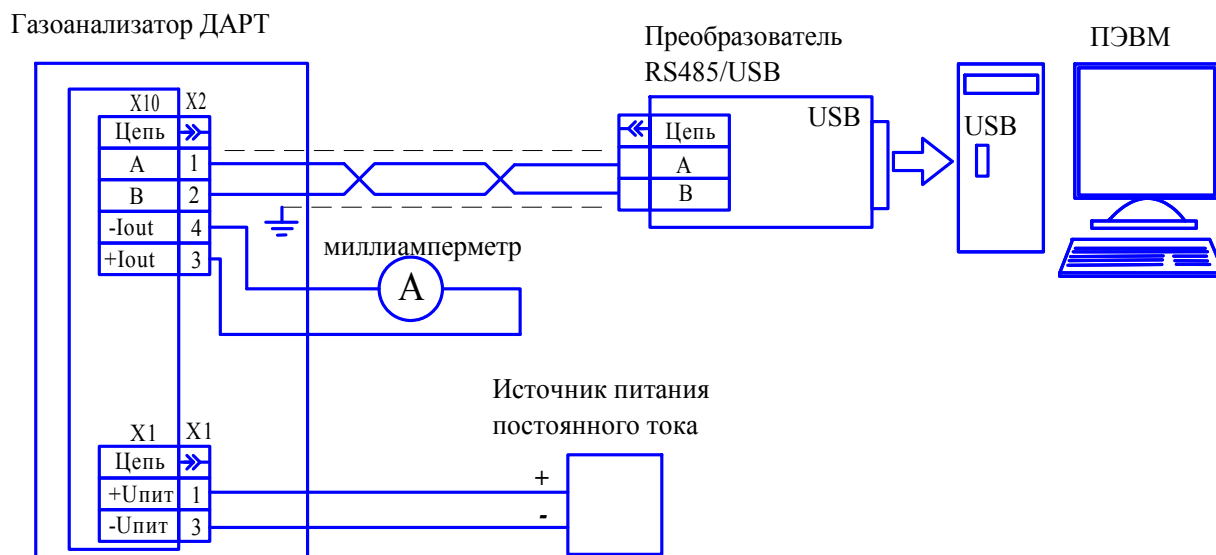 Газоанализатор ДАРТ
Преобразователь
RS485/USB
ПЭВМ
X10 X2
Цепь
A 1
B 2
-Iout 4
+Iout 3
Цепь
A
B
USB
USB
миллиамперметр
A
Источник питания
постоянного тока
X1 X1
Цепь
+Uпит 1
-Uпит 3
+
-